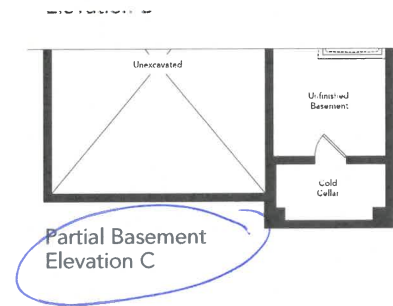 Unexcavated
Unfinished
Basement
Cold
Cellar
Partial Basement
Elevation C